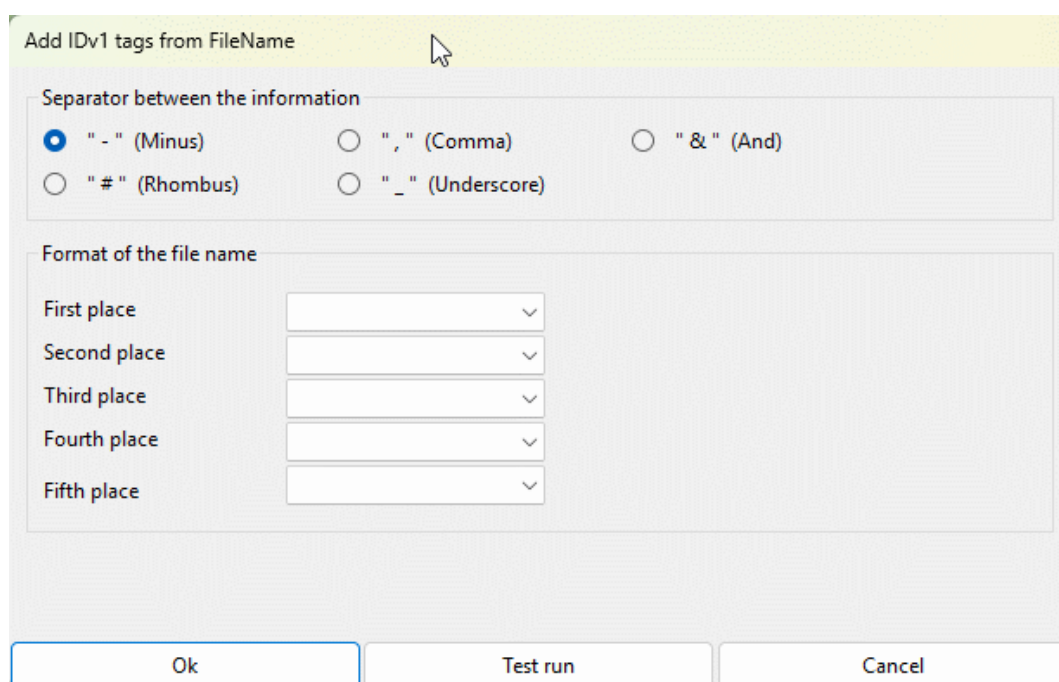 Add IDv1 tags from FileName
Separator between the information
" - " (Minus) " , " (Comma) " & " (And)
" # " (Rhombus) " _ " (Underscore)
Format of the file name
First place
Second place
Third place
Fourth place
Fifth place
Ok Test run Cancel